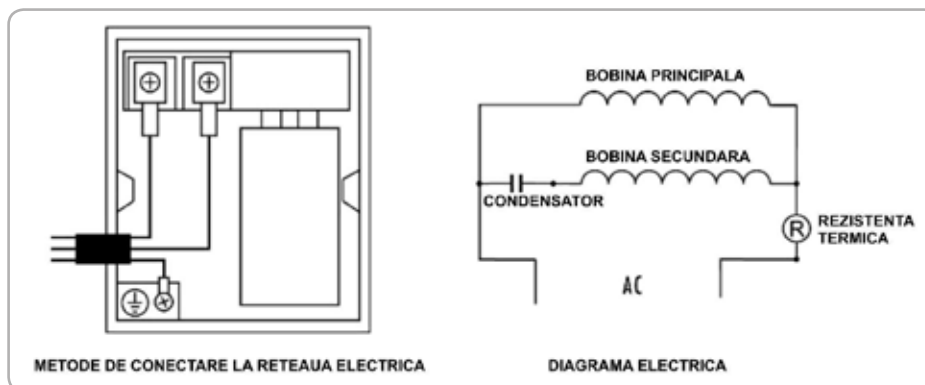 BOBINA PRINCIPALA
BOBINA SECUNDARA
CONDENSATOR
R
REZISTENTA
TERMICA
AC
METODE DE CONECTARE LA RETEAUA ELECTRICA
DIAGRAMA ELECTRICA